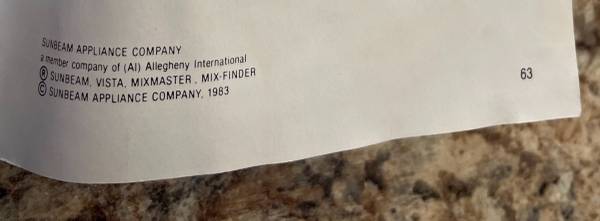 SUNBEAM APPLIANCE COMPANY
a member company of (AI) Allegheny International
® SUNBEAM, VISTA, MIXMASTER, MIX-FINDER
© SUNBEAM APPLIANCE COMPANY, 1983
63